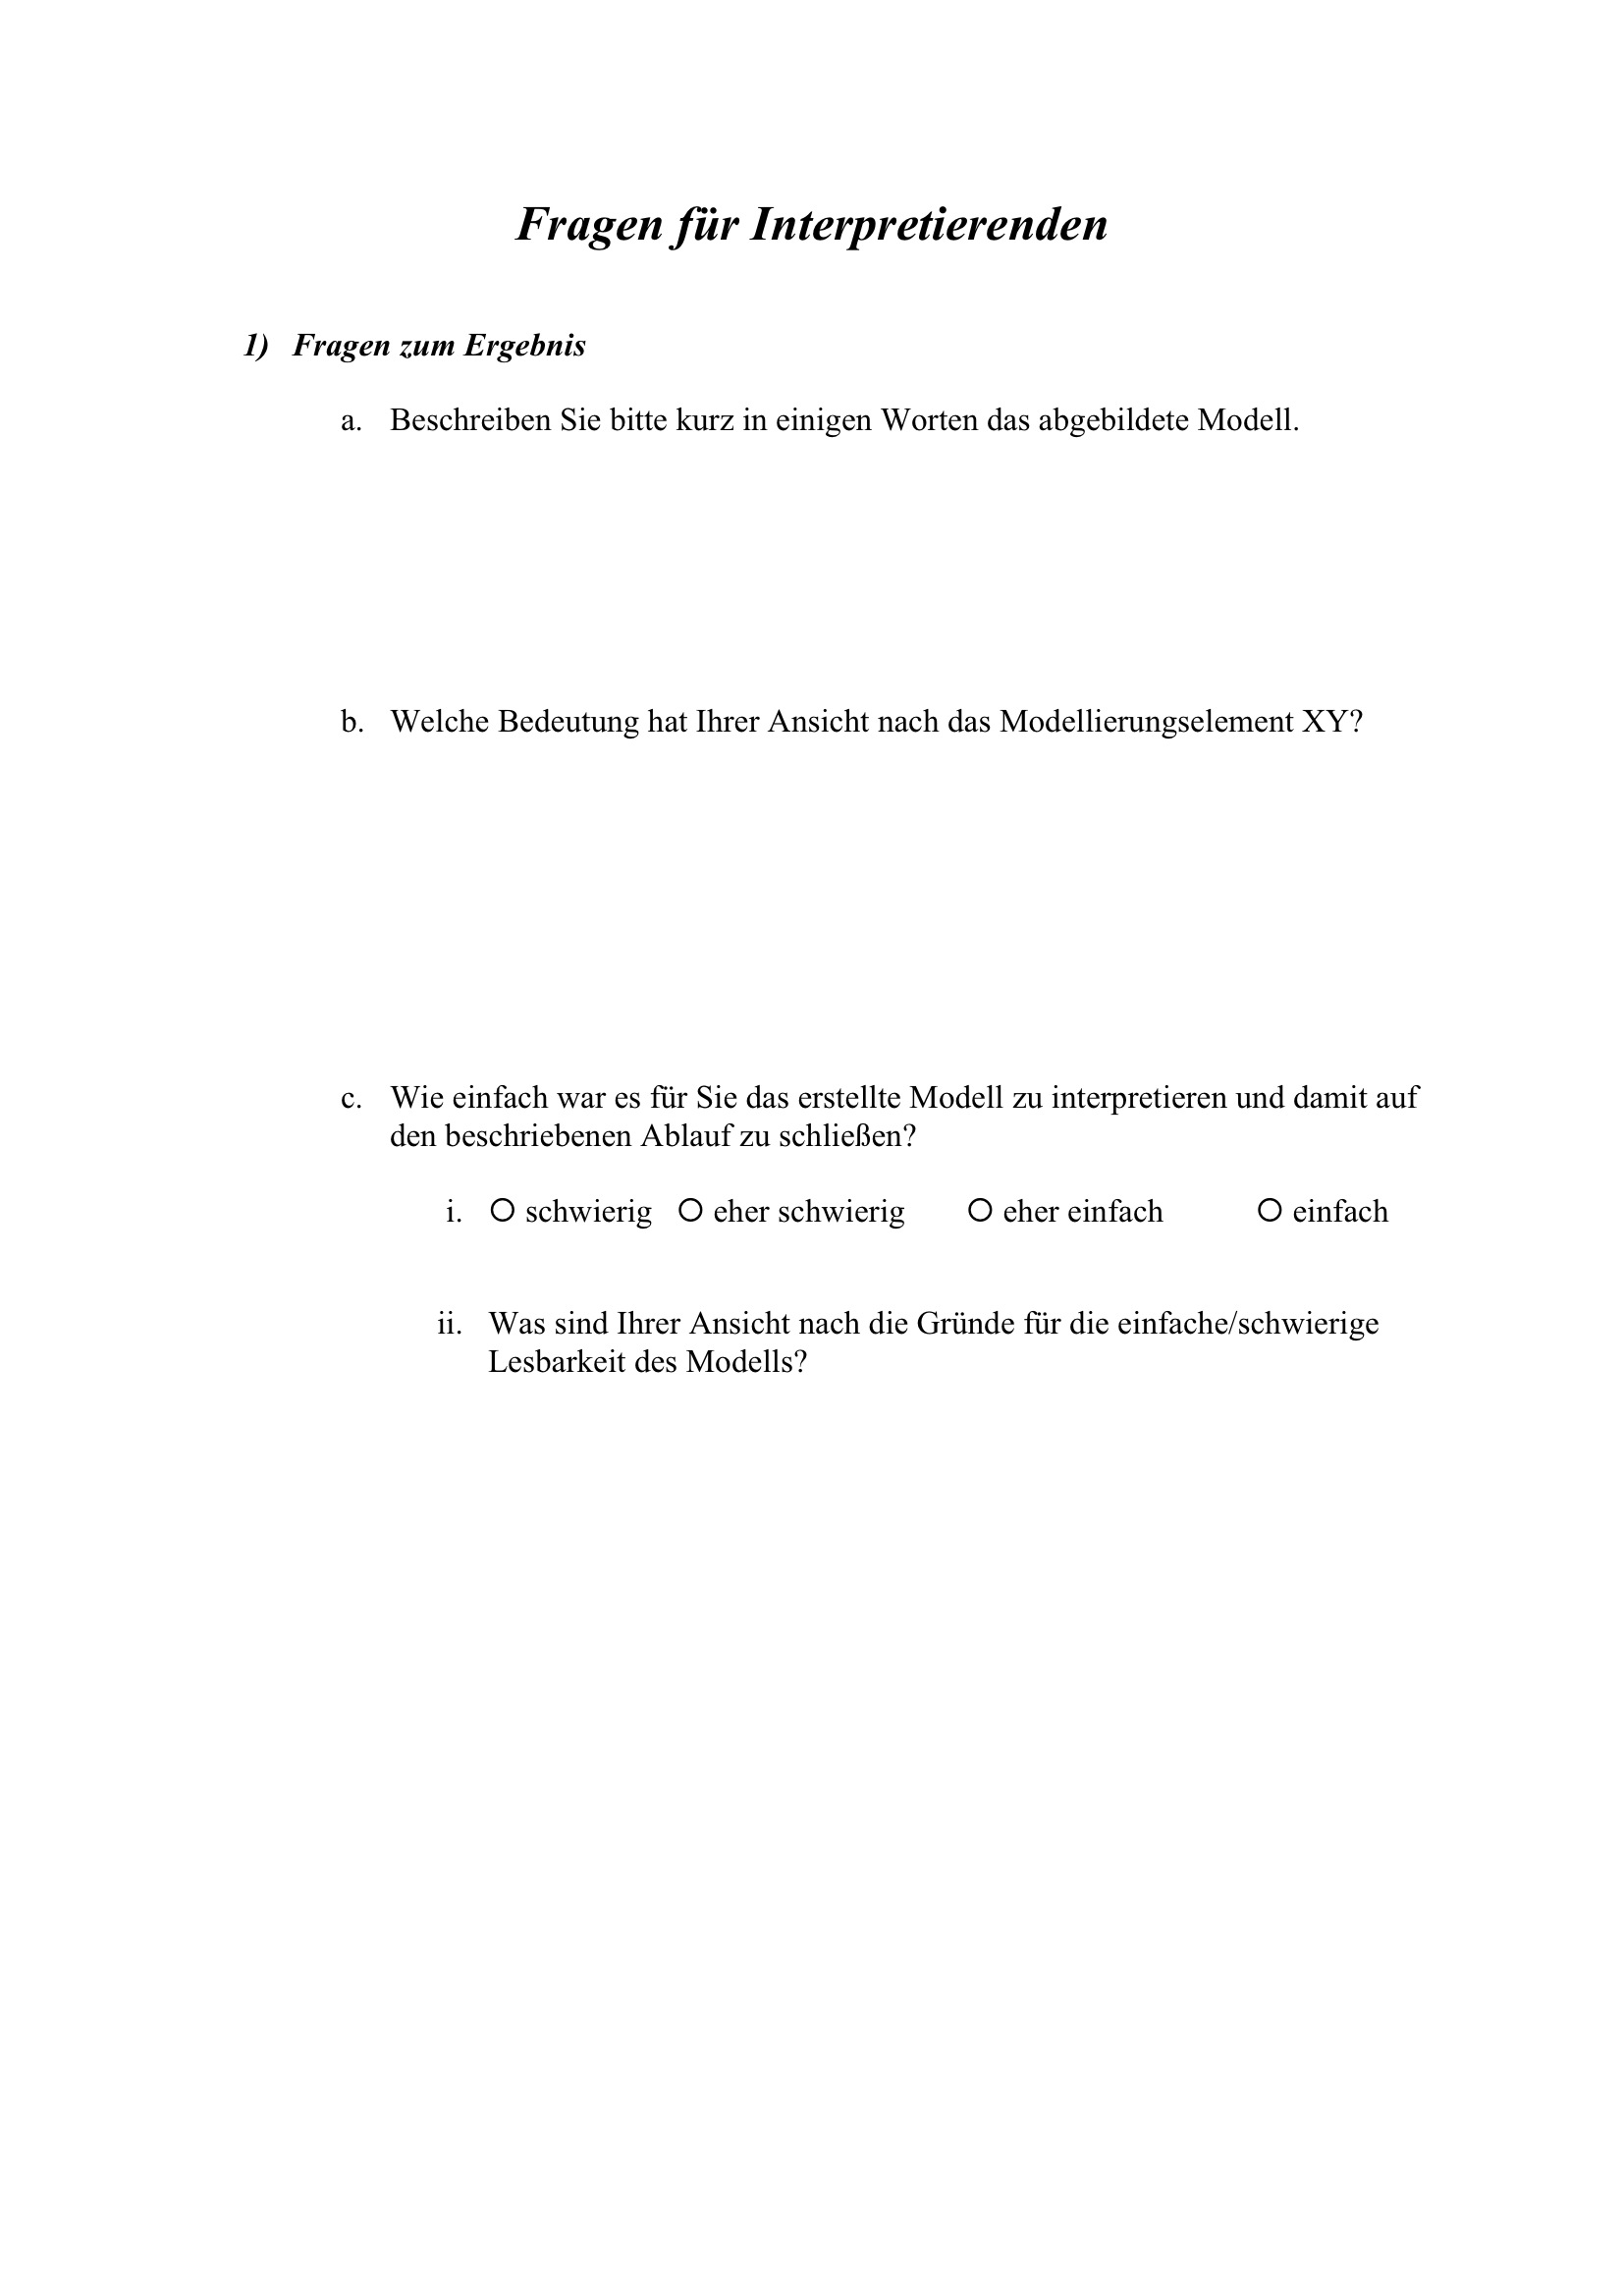 Fragen für Interpretierenden
1) Fragen zum Ergebnis
a. Beschreiben Sie bitte kurz in einigen Worten das abgebildete Modell.
b. Welche Bedeutung hat Ihrer Ansicht nach das Modellierungselement XY?
c. Wie einfach war es für Sie das erstellte Modell zu interpretieren und damit auf
den beschriebenen Ablauf zu schließen?
i. O schwierig O eher schwierig O eher einfach O einfach
ii. Was sind Ihrer Ansicht nach die Gründe für die einfache/schwierige
Lesbarkeit des Modells?